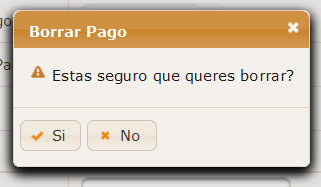 Borrar Pago
Estas seguro que queres borrar?
Si No